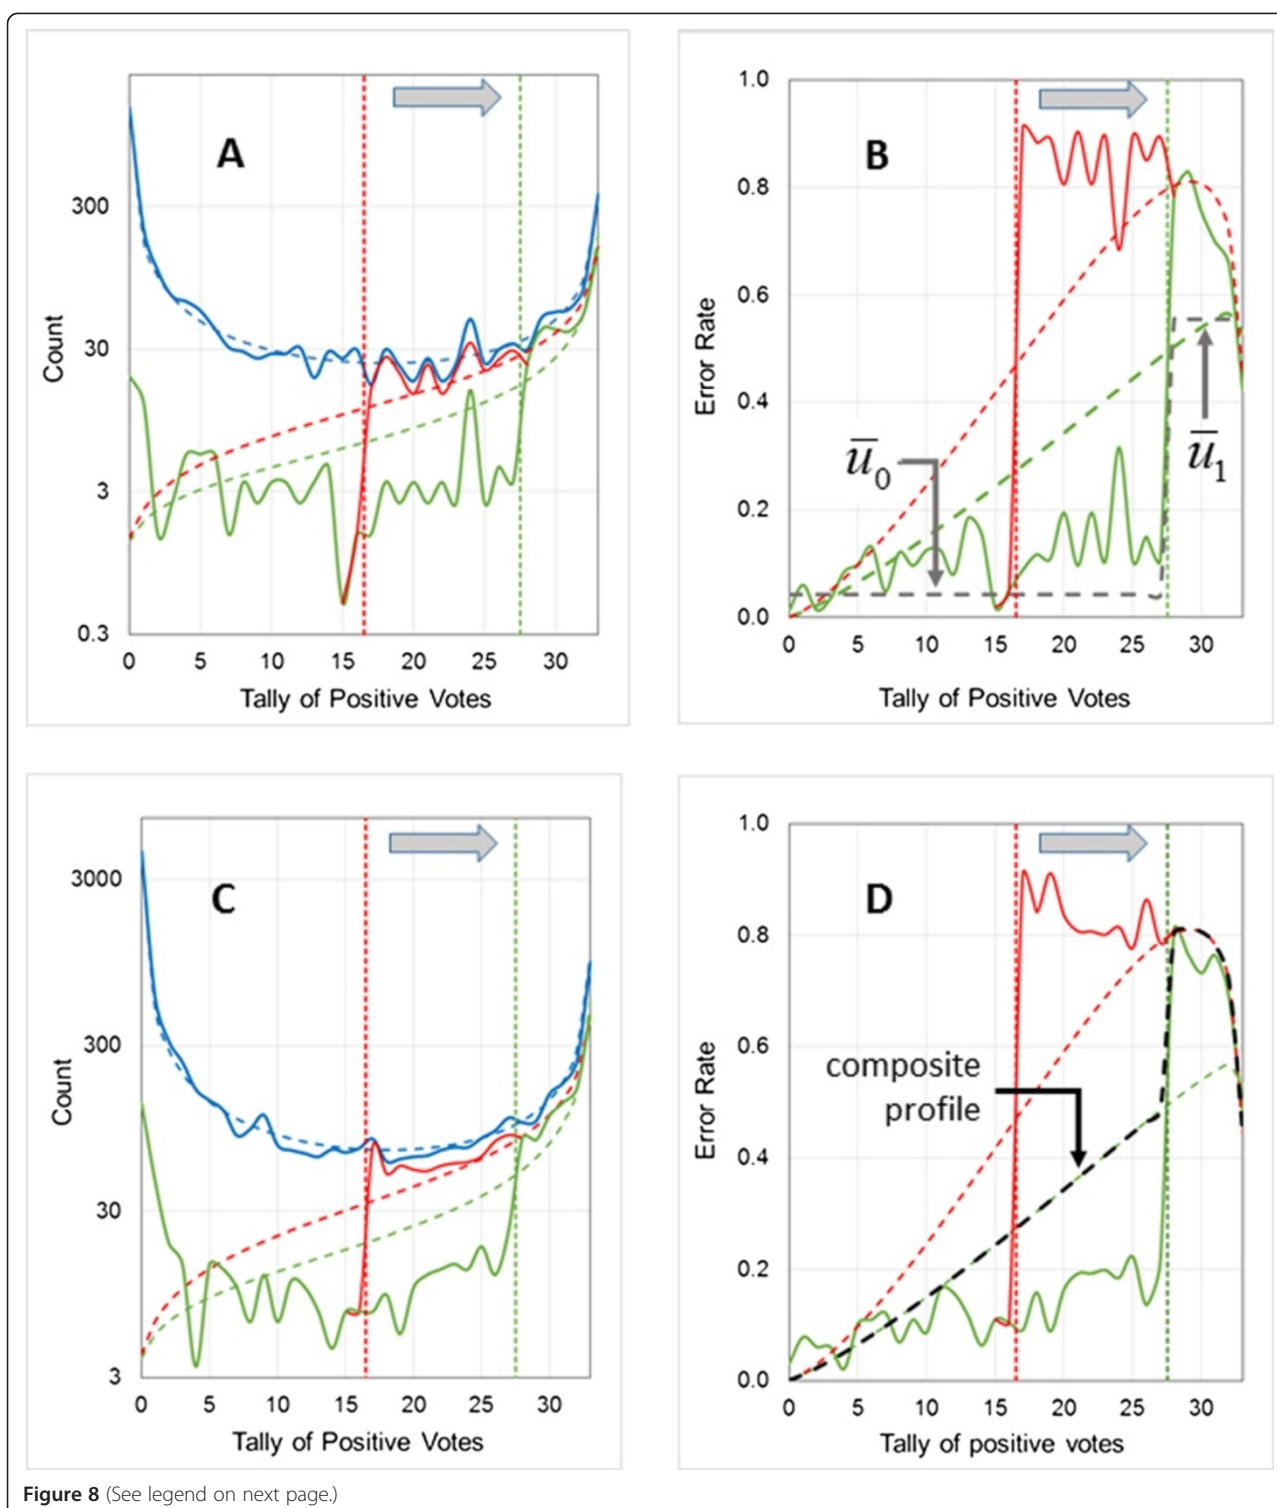 A
300
30
3
0.3
Count
0 5 10 15 20 25 30
Tally of Positive Votes
B
1.0
0.8
0.6
0.4
0.2
0.0
Error Rate
u̅0
u̅1
0 5 10 15 20 25 30
Tally of Positive Votes
C
3000
300
30
3
Count
0 5 10 15 20 25 30
Tally of Positive Votes
D
1.0
0.8
0.6
0.4
0.2
0.0
Error Rate
composite
profile
0 5 10 15 20 25 30
Tally of positive votes
Figure 8 (See legend on next page.)